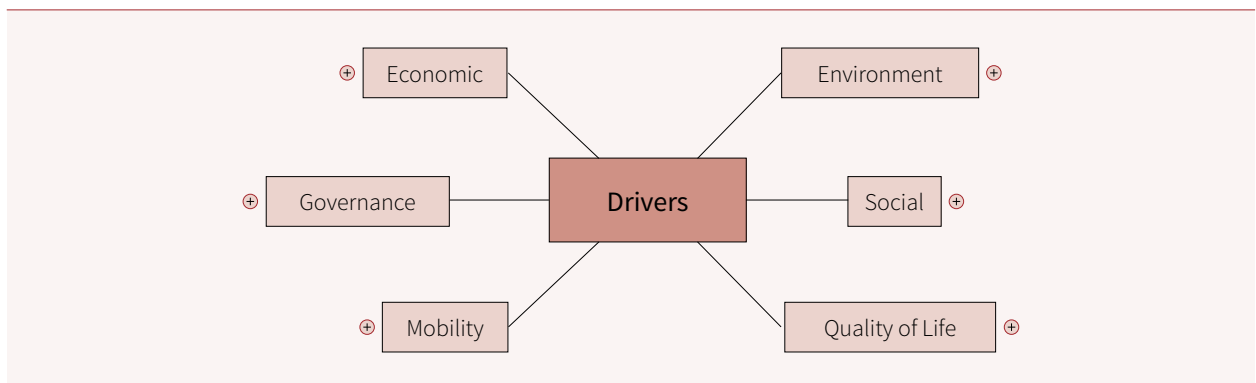 Economic
Environment
Drivers
Governance
Social
Mobility
Quality of Life